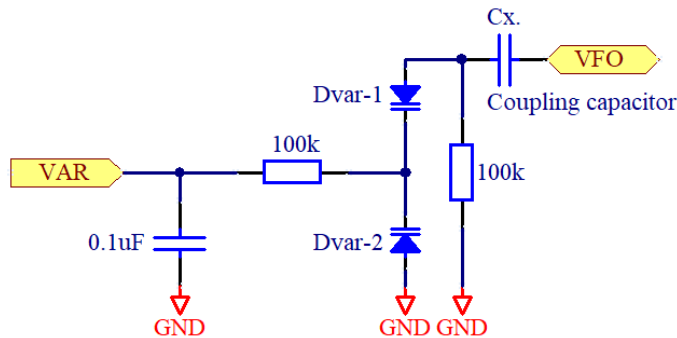 Cx.
VFO
Dvar-1
Coupling capacitor
100k
VAR
100k
0.1uF
Dvar-2
GND
GND
GND